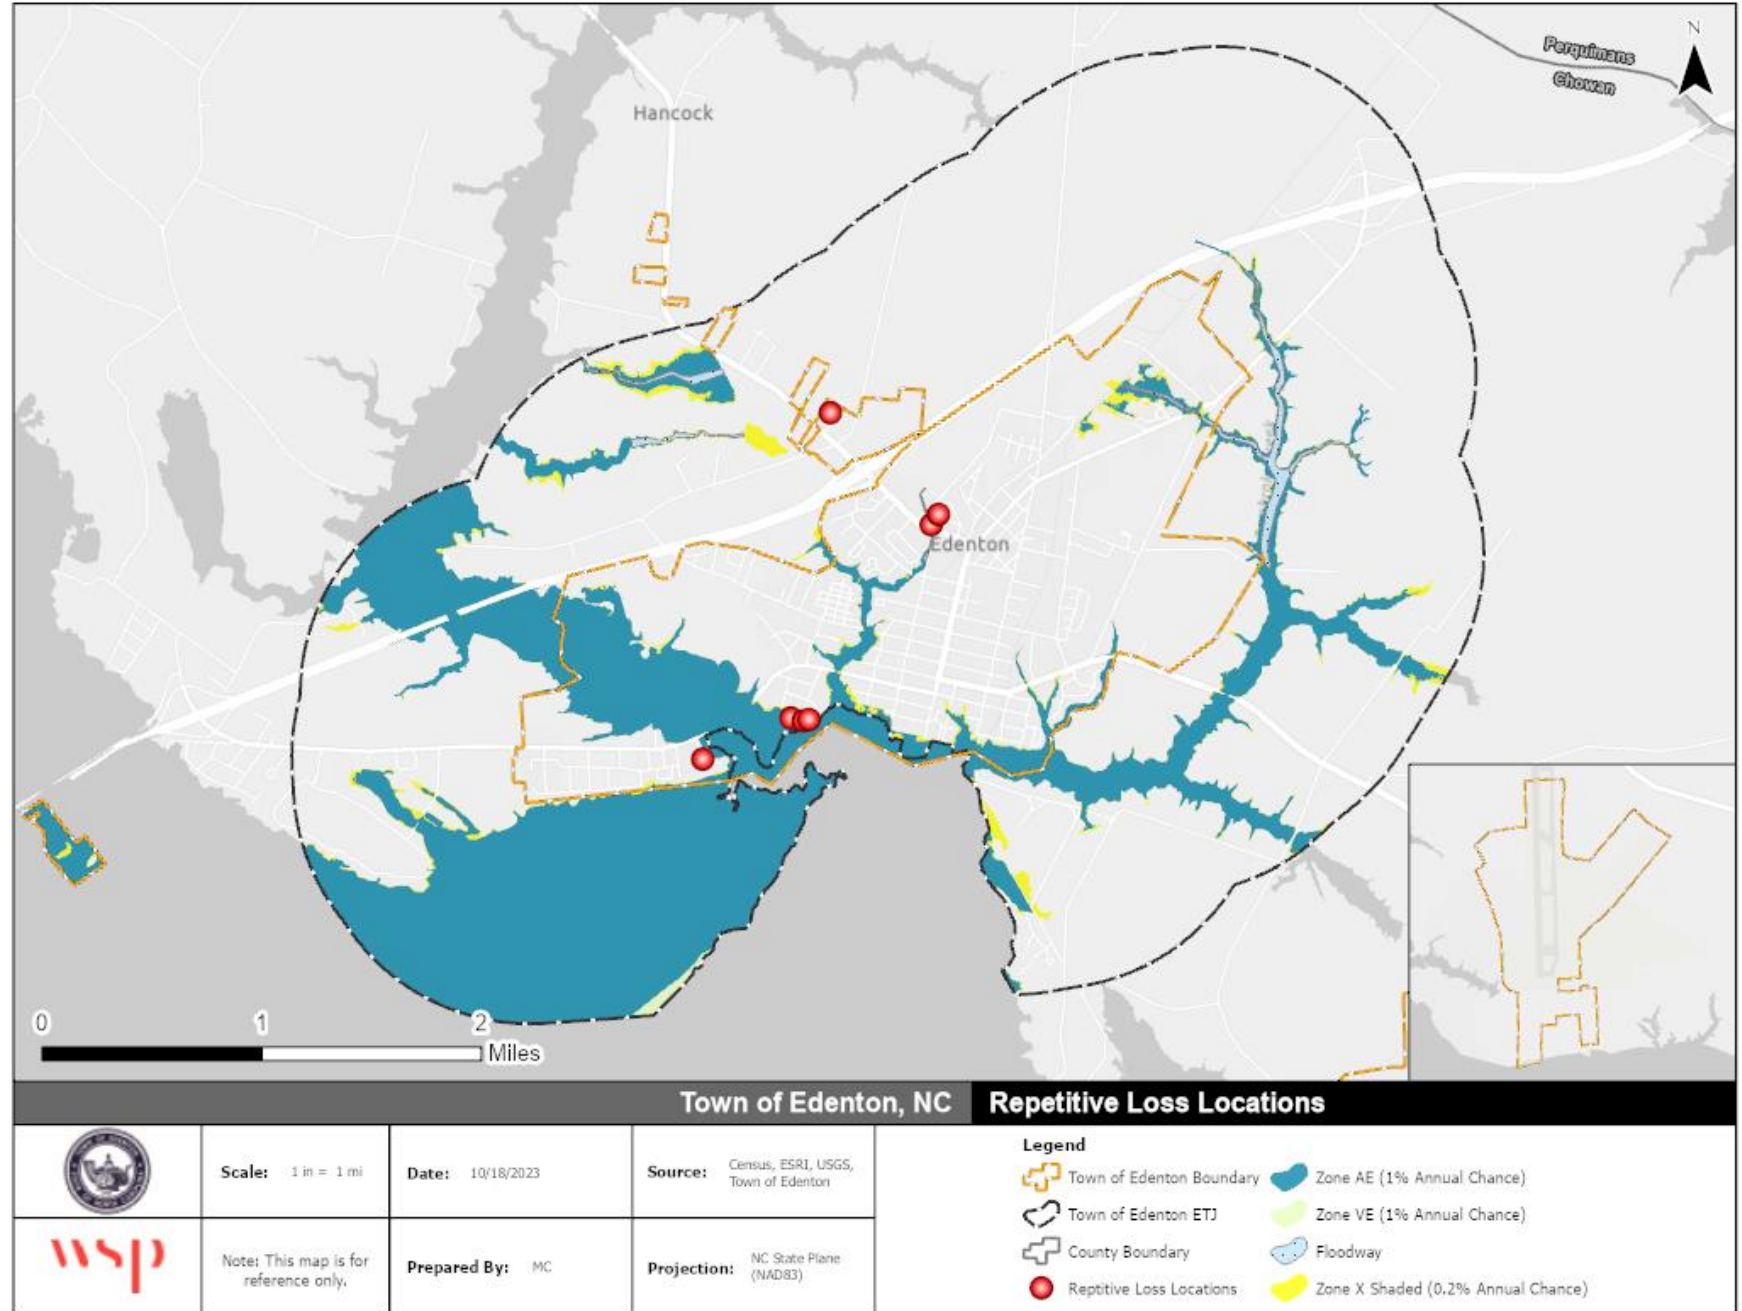 N
Perquimans
Chowan
Hancock
Edenton
0 1 2
Miles
Town of Edenton, NC
Repetitive Loss Locations
Scale: 1 in = 1 mi
Date: 10/18/2023
Source: Census, ESRI, USGS,
Town of Edenton
wsp
Note: This map is for
reference only.
Prepared By: MC
Projection: NC State Plane
(NAD83)
Legend
Town of Edenton Boundary
Town of Edenton ETJ
County Boundary
Reptitive Loss Locations
Zone AE (1% Annual Chance)
Zone VE (1% Annual Chance)
Floodway
Zone X Shaded (0.2% Annual Chance)